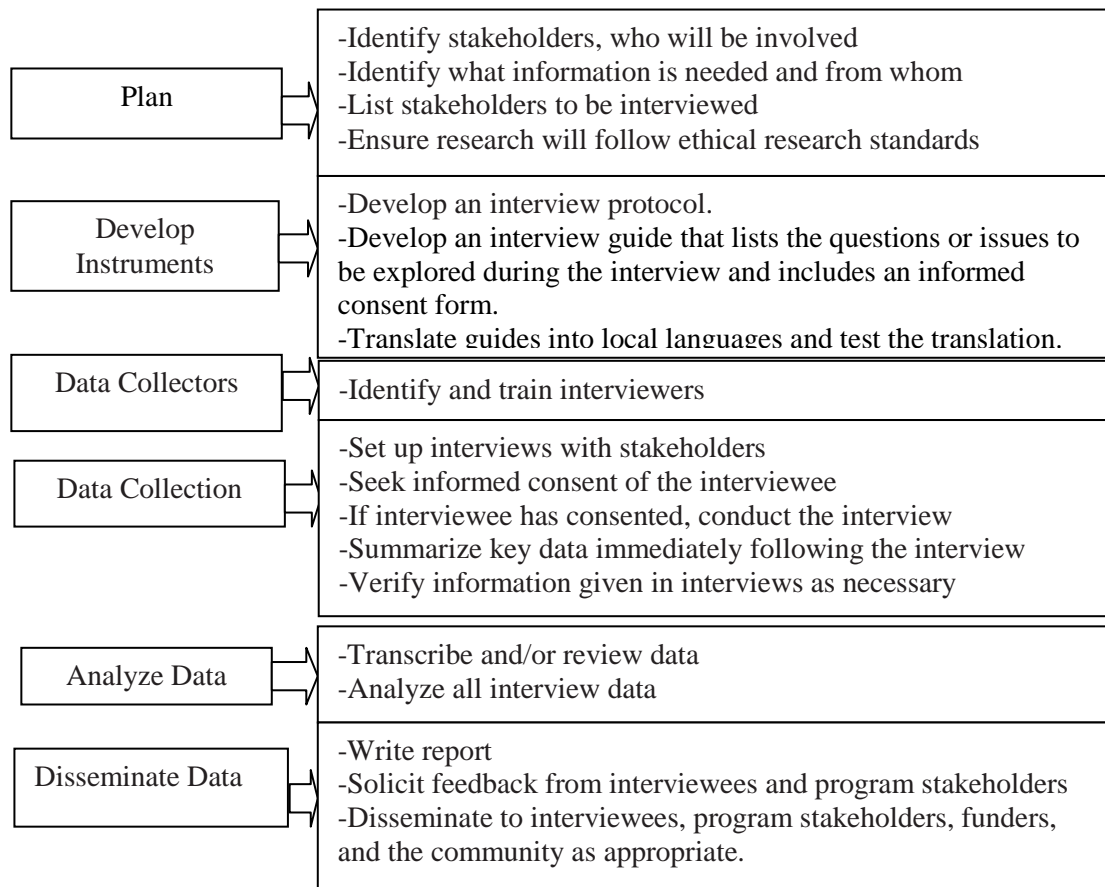 Plan
-Identify stakeholders, who will be involved
-Identify what information is needed and from whom
-List stakeholders to be interviewed
-Ensure research will follow ethical research standards
Develop
Instruments
-Develop an interview protocol.
-Develop an interview guide that lists the questions or issues to
be explored during the interview and includes an informed
consent form.
-Translate guides into local languages and test the translation.
Data Collectors
-Identify and train interviewers
Data Collection
-Set up interviews with stakeholders
-Seek informed consent of the interviewee
-If interviewee has consented, conduct the interview
-Summarize key data immediately following the interview
-Verify information given in interviews as necessary
Analyze Data
-Transcribe and/or review data
-Analyze all interview data
Disseminate Data
-Write report
-Solicit feedback from interviewees and program stakeholders
-Disseminate to interviewees, program stakeholders, funders,
and the community as appropriate.